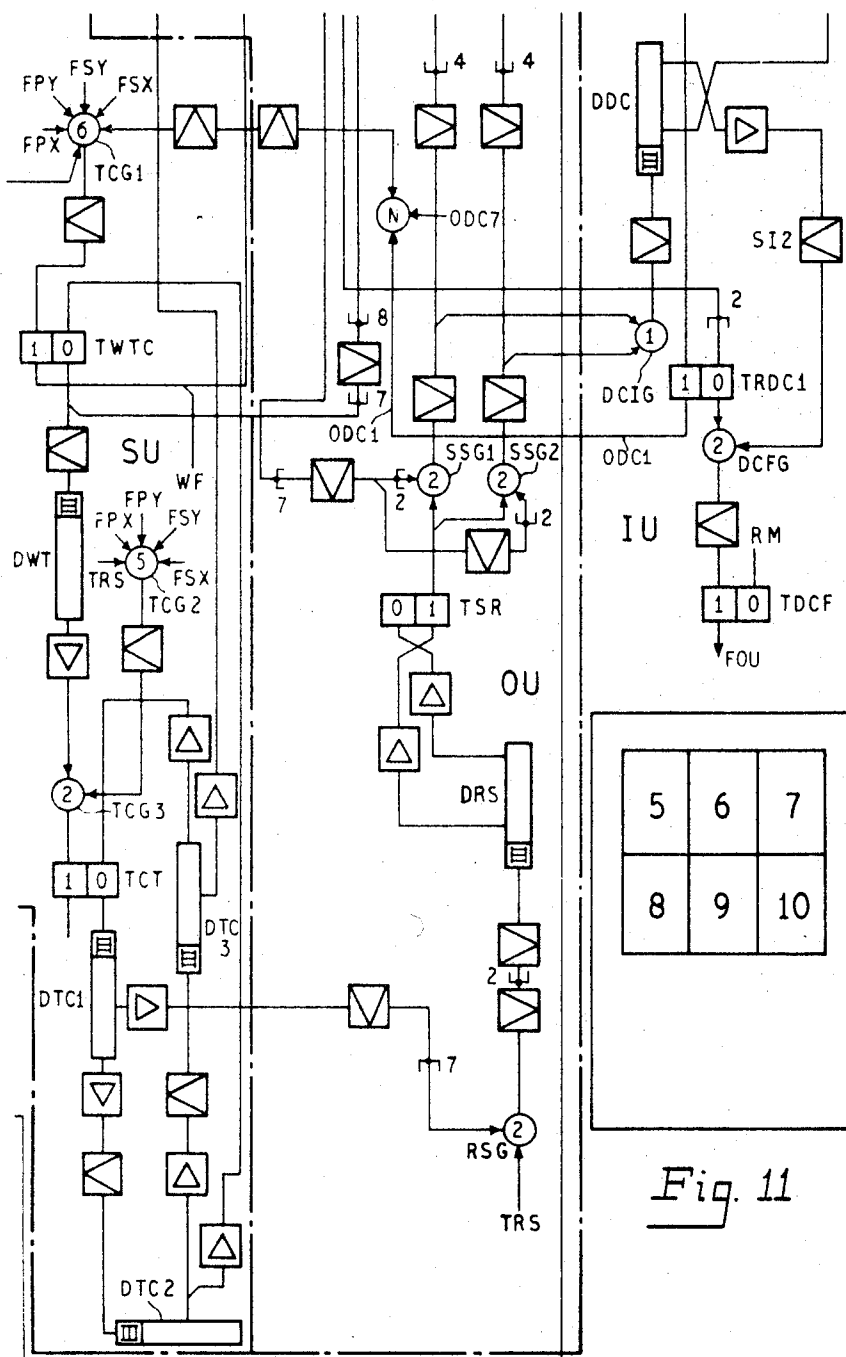 4 4
FSY
FPY FSX
DDC
FPX 6
TCG1
N ODC7
SI2
8
2
1 0 TWTC
1
DCIG
7
1 0 TRDC1
ODC1
SU
SSG1 SSG2
ODC1
2 DCFG
WF
7 2 2 2
FPY
FPX FSY
2
IU
RM
DWT
TRS 5 FSX
TCG2
0 1 TSR
1 0 TDCF
FOU
OU
2
TCG3
DRS
5 6 7
1 0 TCT
8 9 10
DTC
3
DTC1
2
7
2
RSG
TRS
Fig. 11
DTC2